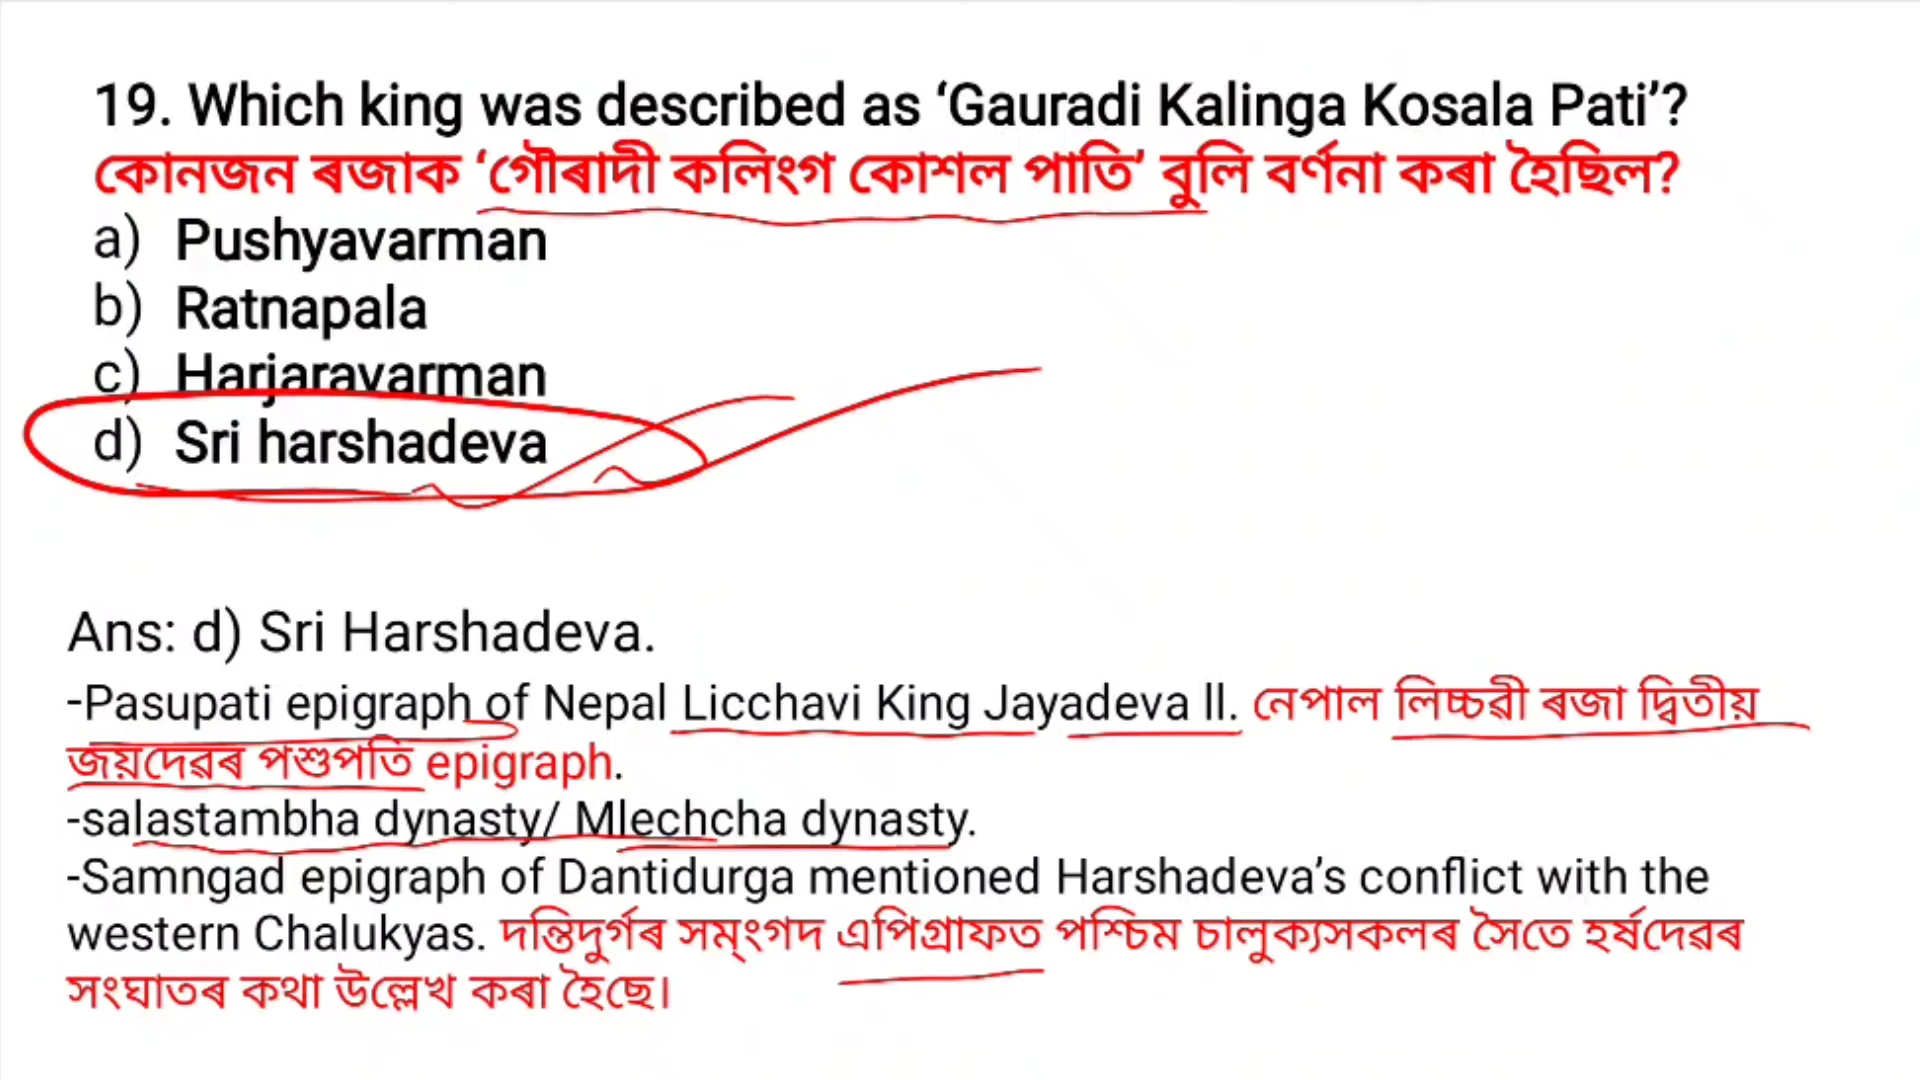 19. Which king was described as ‘Gauradi Kalinga Kosala Pati’?
কোনজন ৰজাক ‘গৌৰাদী কলিংগ কোশল পাতি’ বুলি বৰ্ণনা কৰা হৈছিল?
a) Pushyavarman
b) Ratnapala
c) Harjaravarman
d) Sri harshadeva
Ans: d) Sri Harshadeva.
-Pasupati epigraph of Nepal Licchavi King Jayadeva ll. নেপাল লিচ্চৱী ৰজা দ্বিতীয়
জয়দেৱৰ পশুপতি epigraph.
-salastambha dynasty/ Mlechcha dynasty.
-Samngad epigraph of Dantidurga mentioned Harshadeva’s conflict with the
western Chalukyas. দন্তিদুৰ্গৰ সম্ংগদ এপিগ্ৰাফত পশ্চিম চালুক্যসকলৰ সৈতে হৰ্ষদেৱৰ
সংঘাতৰ কথা উল্লেখ কৰা হৈছে।